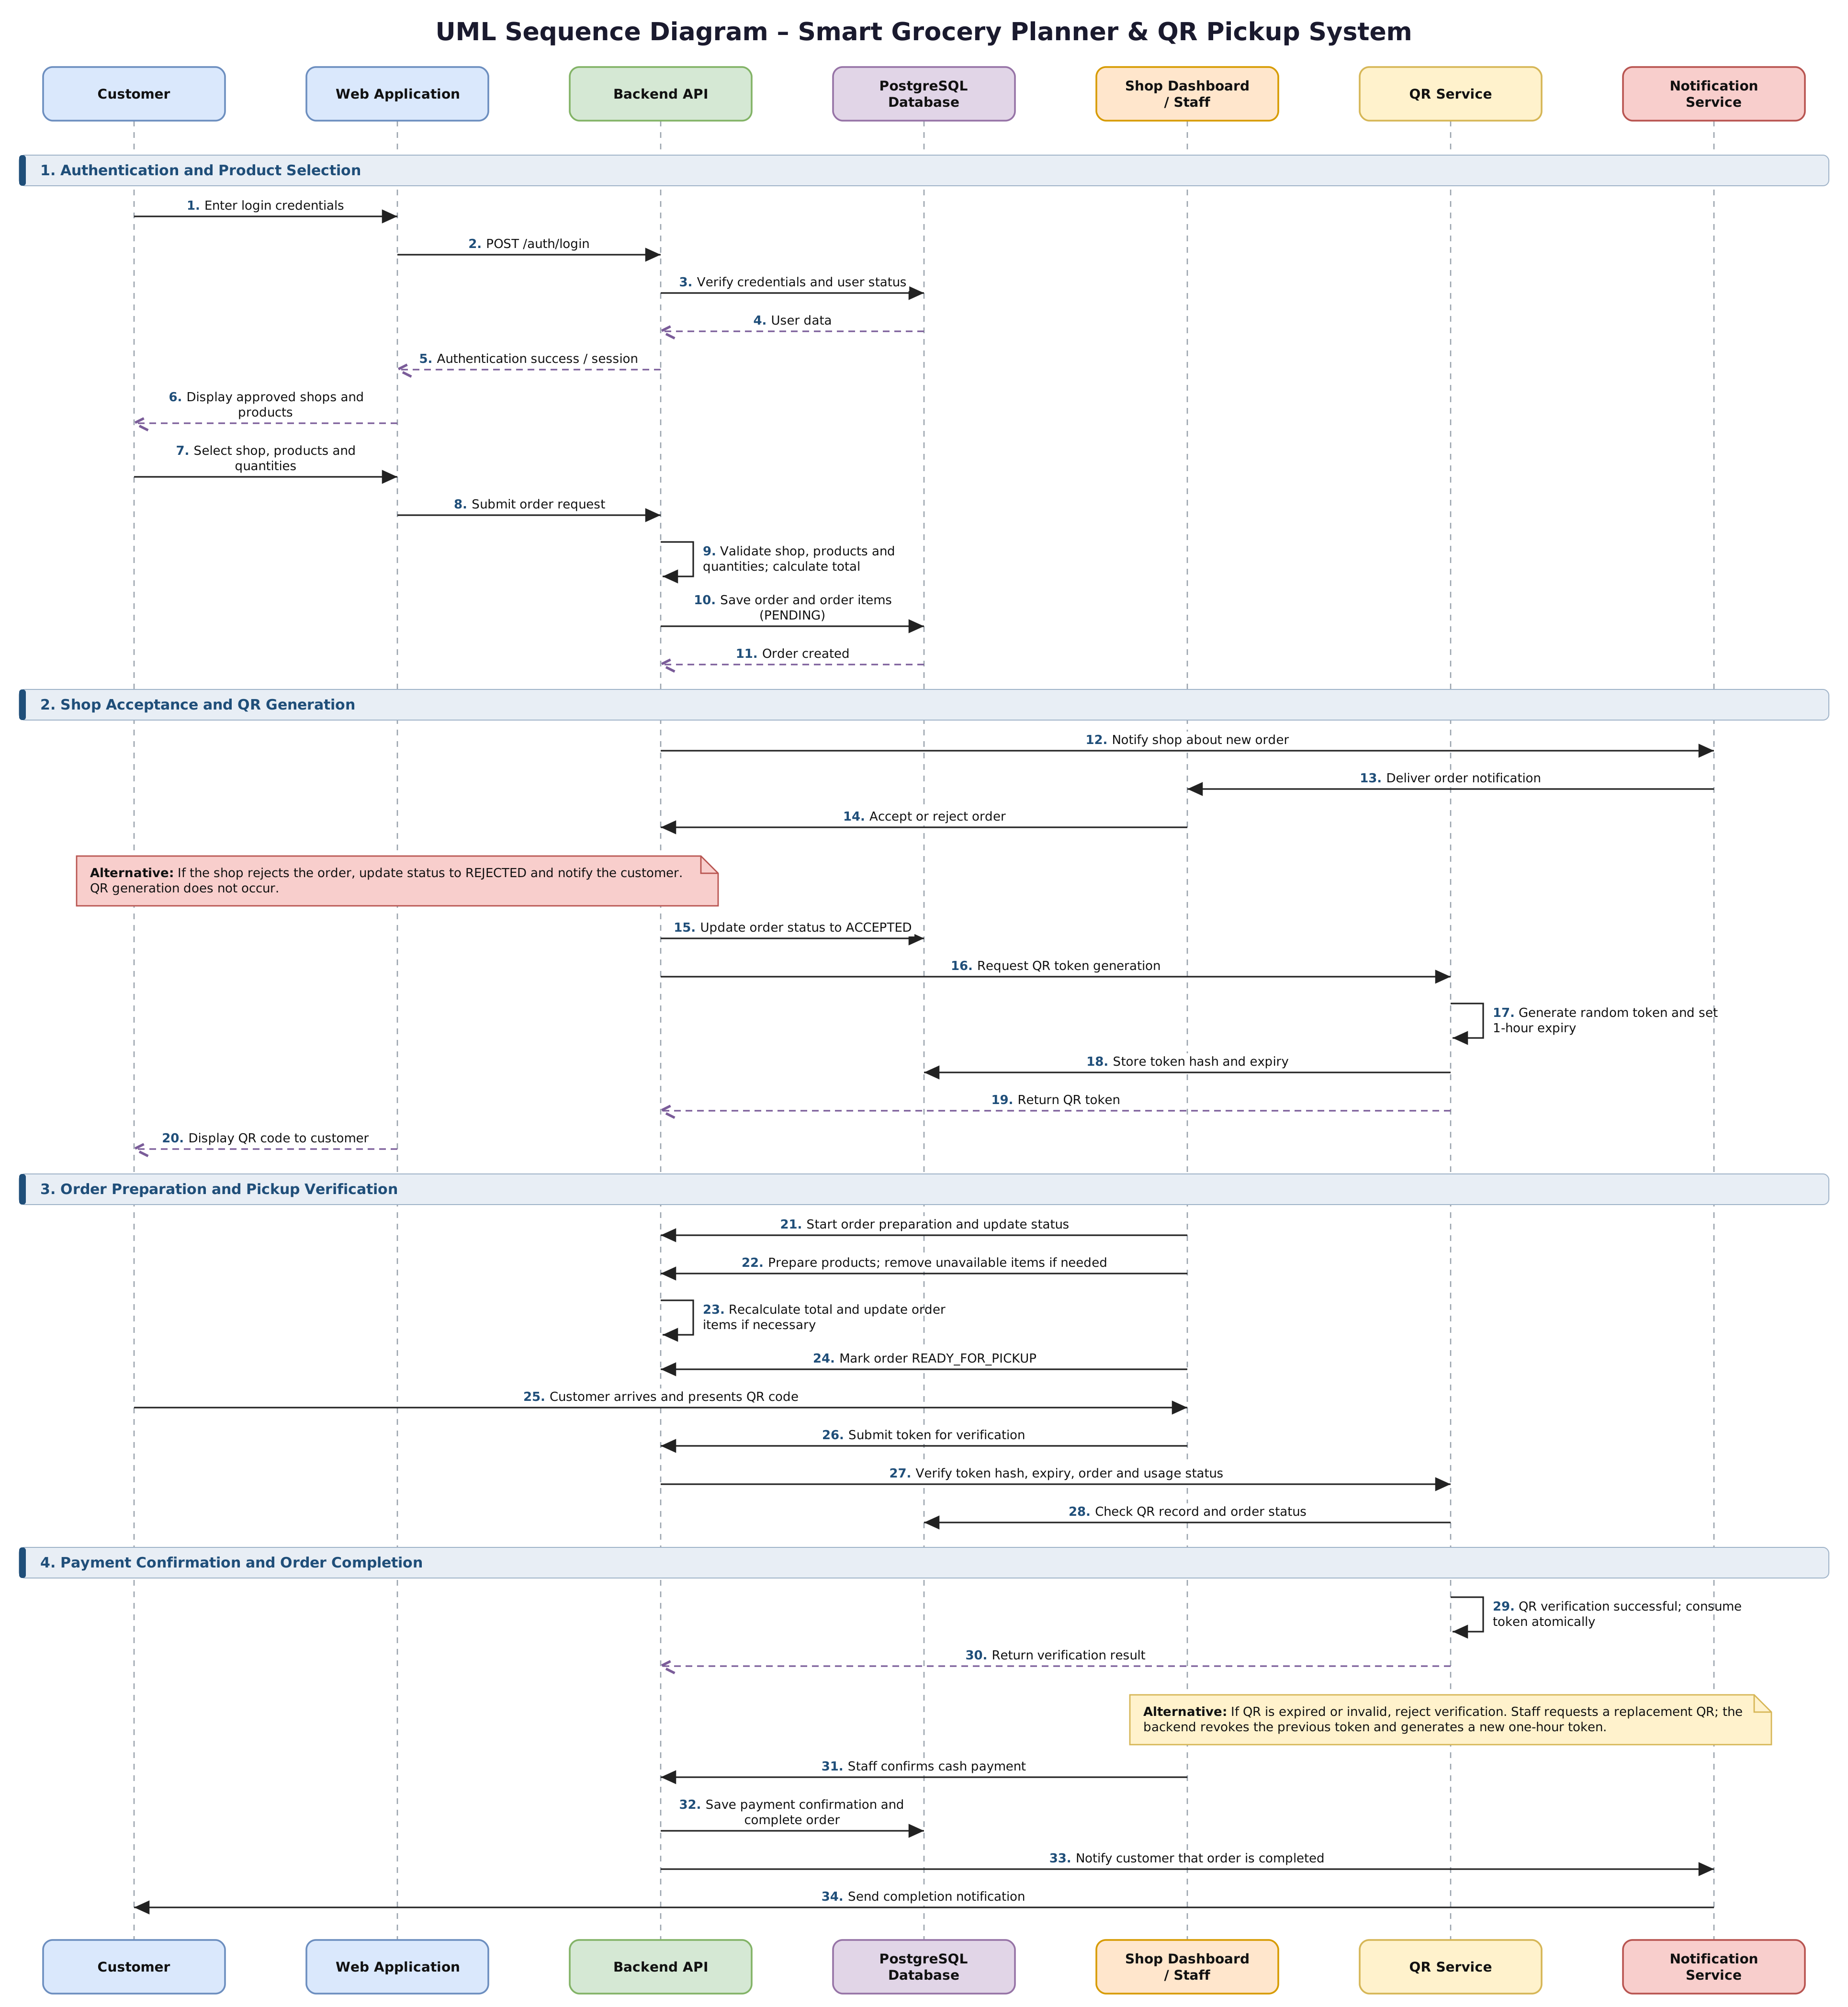 UML Sequence Diagram – Smart Grocery Planner & QR Pickup System
Customer
Web Application
Backend API
PostgreSQL
Database
Shop Dashboard
/ Staff
QR Service
Notification
Service
1. Authentication and Product Selection
1. Enter login credentials
2. POST /auth/login
3. Verify credentials and user status
4. User data
5. Authentication success / session
6. Display approved shops and
products
7. Select shop, products and
quantities
8. Submit order request
9. Validate shop, products and
quantities; calculate total
10. Save order and order items
(PENDING)
11. Order created
2. Shop Acceptance and QR Generation
12. Notify shop about new order
13. Deliver order notification
14. Accept or reject order
Alternative: If the shop rejects the order, update status to REJECTED and notify the customer.
QR generation does not occur.
15. Update order status to ACCEPTED
16. Request QR token generation
17. Generate random token and set
1-hour expiry
18. Store token hash and expiry
19. Return QR token
20. Display QR code to customer
3. Order Preparation and Pickup Verification
21. Start order preparation and update status
22. Prepare products; remove unavailable items if needed
23. Recalculate total and update order
items if necessary
24. Mark order READY_FOR_PICKUP
25. Customer arrives and presents QR code
26. Submit token for verification
27. Verify token hash, expiry, order and usage status
28. Check QR record and order status
4. Payment Confirmation and Order Completion
29. QR verification successful; consume
token atomically
30. Return verification result
Alternative: If QR is expired or invalid, reject verification. Staff requests a replacement QR; the
backend revokes the previous token and generates a new one-hour token.
31. Staff confirms cash payment
32. Save payment confirmation and
complete order
33. Notify customer that order is completed
34. Send completion notification
Customer
Web Application
Backend API
PostgreSQL
Database
Shop Dashboard
/ Staff
QR Service
Notification
Service